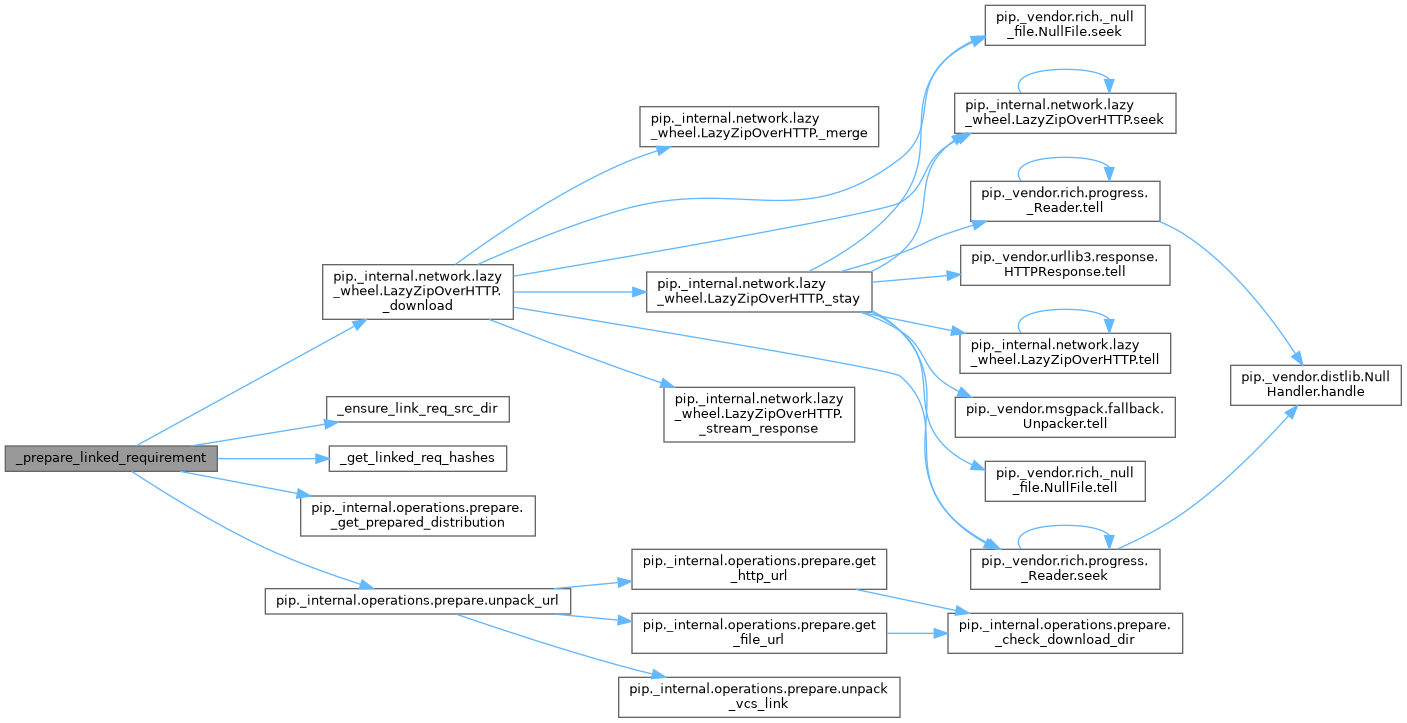 _prepare_linked_requirement
pip._internal.network.lazy
_wheel.LazyZipOverHTTP.
_download
_ensure_link_req_src_dir
_get_linked_req_hashes
pip._internal.operations.prepare.
_get_prepared_distribution
pip._internal.operations.prepare.unpack_url
pip._internal.network.lazy
_wheel.LazyZipOverHTTP._merge
pip._internal.network.lazy
_wheel.LazyZipOverHTTP._stay
pip._internal.network.lazy
_wheel.LazyZipOverHTTP.
_stream_response
pip._internal.operations.prepare.get
_http_url
pip._internal.operations.prepare.get
_file_url
pip._internal.operations.prepare.unpack
_vcs_link
pip._vendor.rich._null
_file.NullFile.seek
pip._internal.network.lazy
_wheel.LazyZipOverHTTP.seek
pip._vendor.rich.progress.
_Reader.tell
pip._vendor.urllib3.response.
HTTPResponse.tell
pip._internal.network.lazy
_wheel.LazyZipOverHTTP.tell
pip._vendor.msgpack.fallback.
Unpacker.tell
pip._vendor.rich._null
_file.NullFile.tell
pip._vendor.rich.progress.
_Reader.seek
pip._internal.operations.prepare.
_check_download_dir
pip._vendor.distlib.Null
Handler.handle